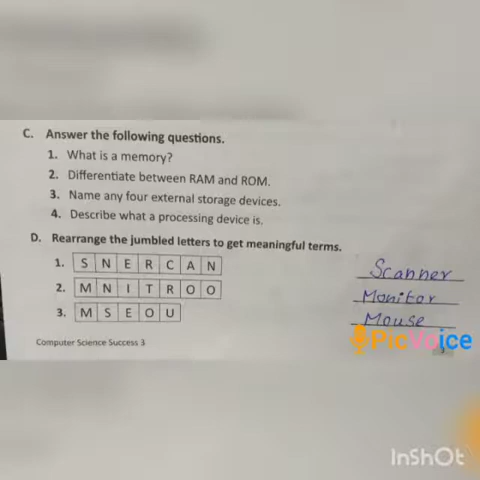 C. Answer the following questions.
1. What is a memory?
2. Differentiate between RAM and ROM.
3. Name any four external storage devices.
4. Describe what a processing device is.
D. Rearrange the jumbled letters to get meaningful terms.
1. S N E R C A N Scanner
2. M N I T R O O Monitor
3. M S E O U Mouse
PicVoice
Computer Science Success 3
InShOt